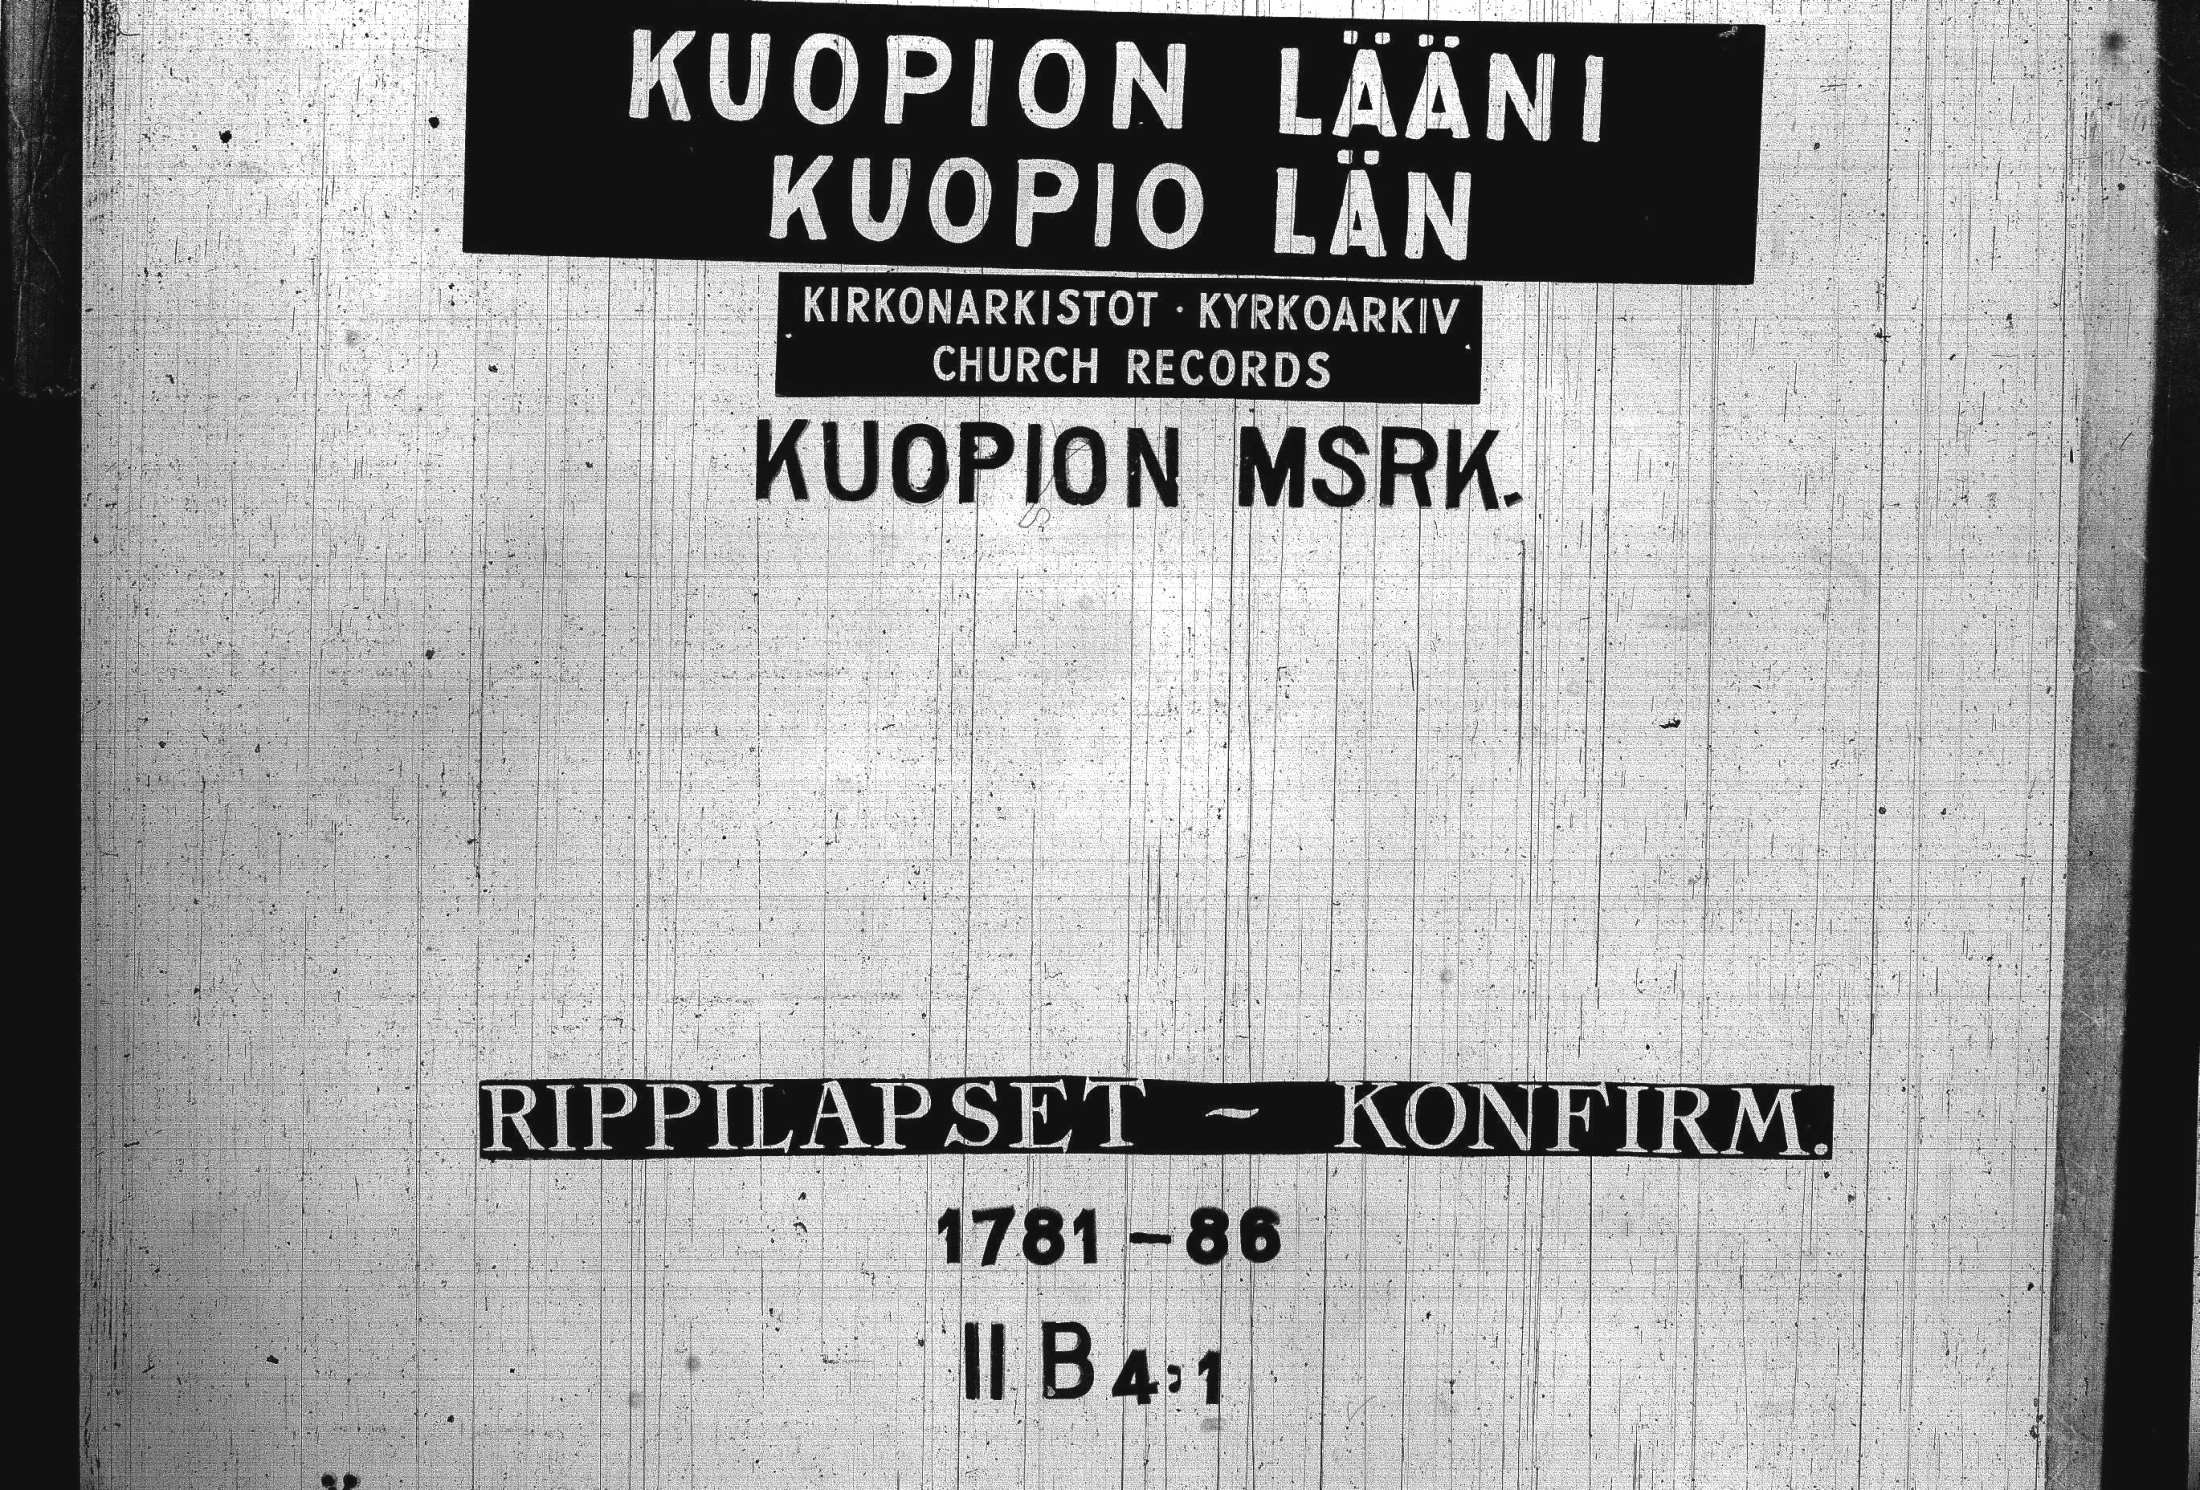 KUOPION LÄÄNI
KUOPIO LÄN
KIRKONARKISTOT · KYRKOARKIV
CHURCH RECORDS
KUOPION MSRK.
RIPPILAPSET - KONFIRM.
1781-86
II B 4:1